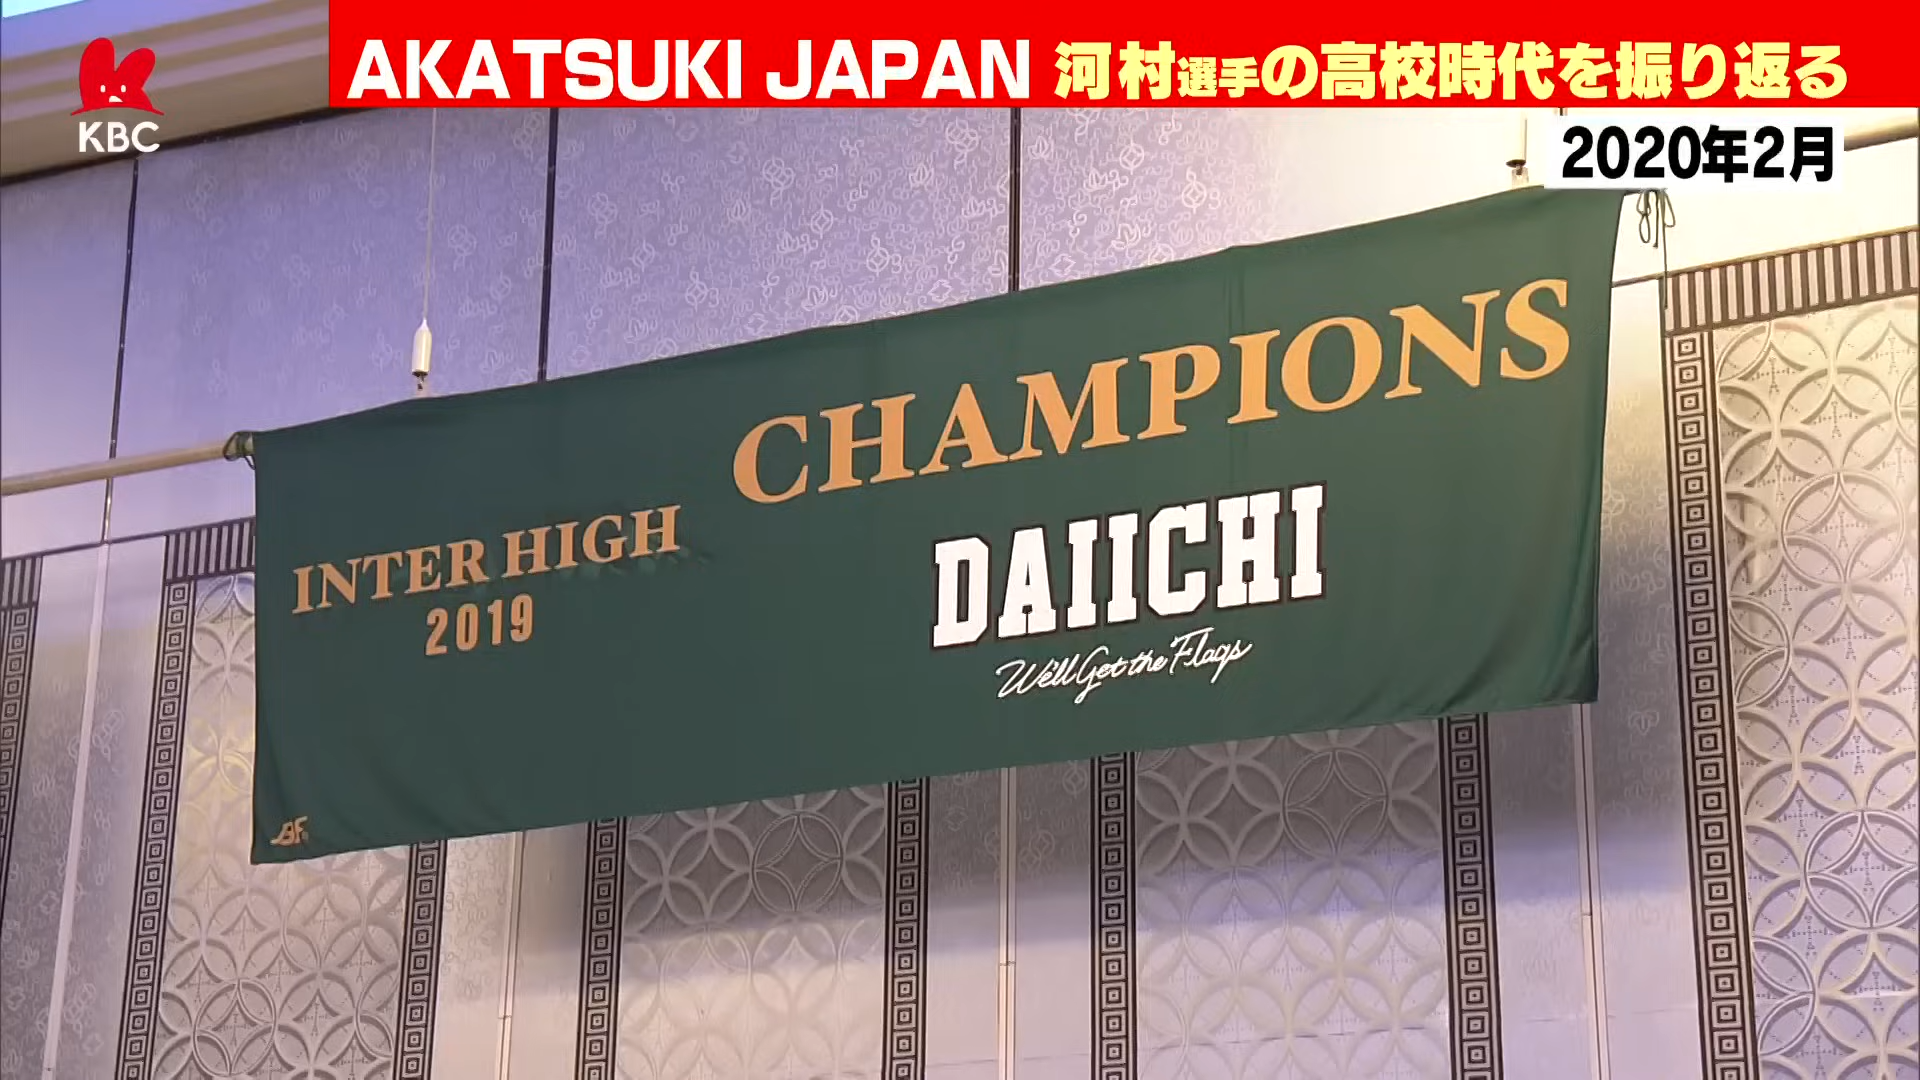 AKATSUKI JAPAN 河村選手の高校時代を振り返る
KBC
2020年2月
CHAMPIONS
INTER HIGH
2019
DAIICHI
We'll Get the Flags